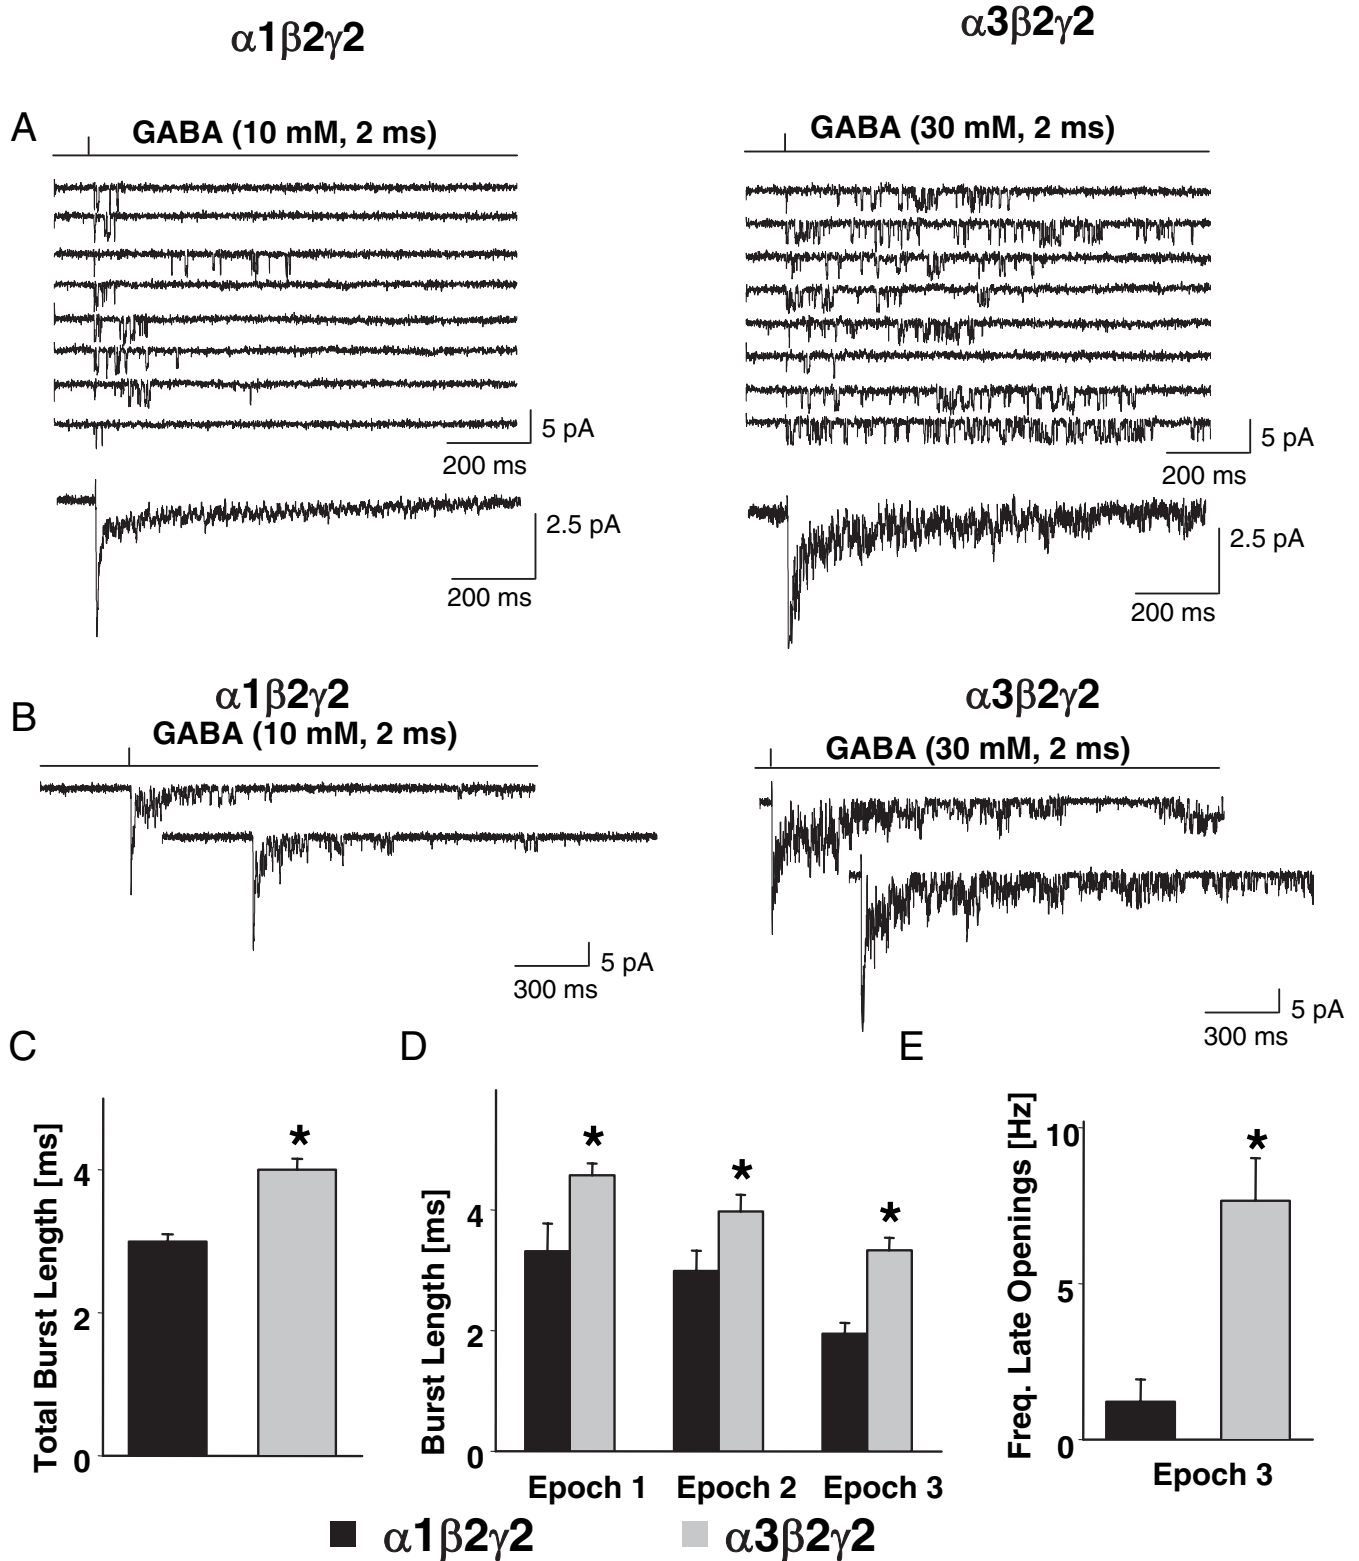 α1β2γ2
α3β2γ2
A
GABA (10 mM, 2 ms)
GABA (30 mM, 2 ms)
5 pA
200 ms
5 pA
200 ms
2.5 pA
200 ms
2.5 pA
200 ms
B
α1β2γ2
GABA (10 mM, 2 ms)
α3β2γ2
GABA (30 mM, 2 ms)
5 pA
300 ms
5 pA
300 ms
C
Total Burst Length [ms]
4
2
0
D
Burst Length [ms]
4
2
0
*
*
*
*
Epoch 1
Epoch 2
Epoch 3
E
Freq. Late Openings [Hz]
10
5
0
*
Epoch 3
α1β2γ2
α3β2γ2